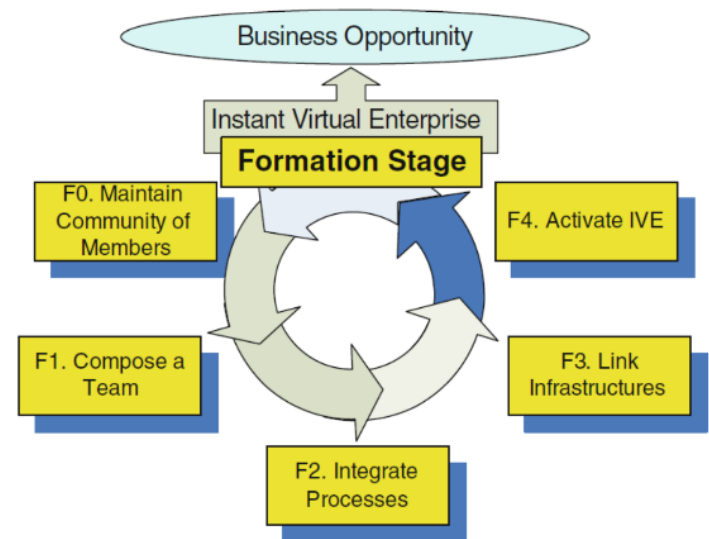 Business Opportunity
Instant Virtual Enterprise
Formation Stage
F0. Maintain
Community of
Members
F4. Activate IVE
F1. Compose a
Team
F3. Link
Infrastructures
F2. Integrate
Processes